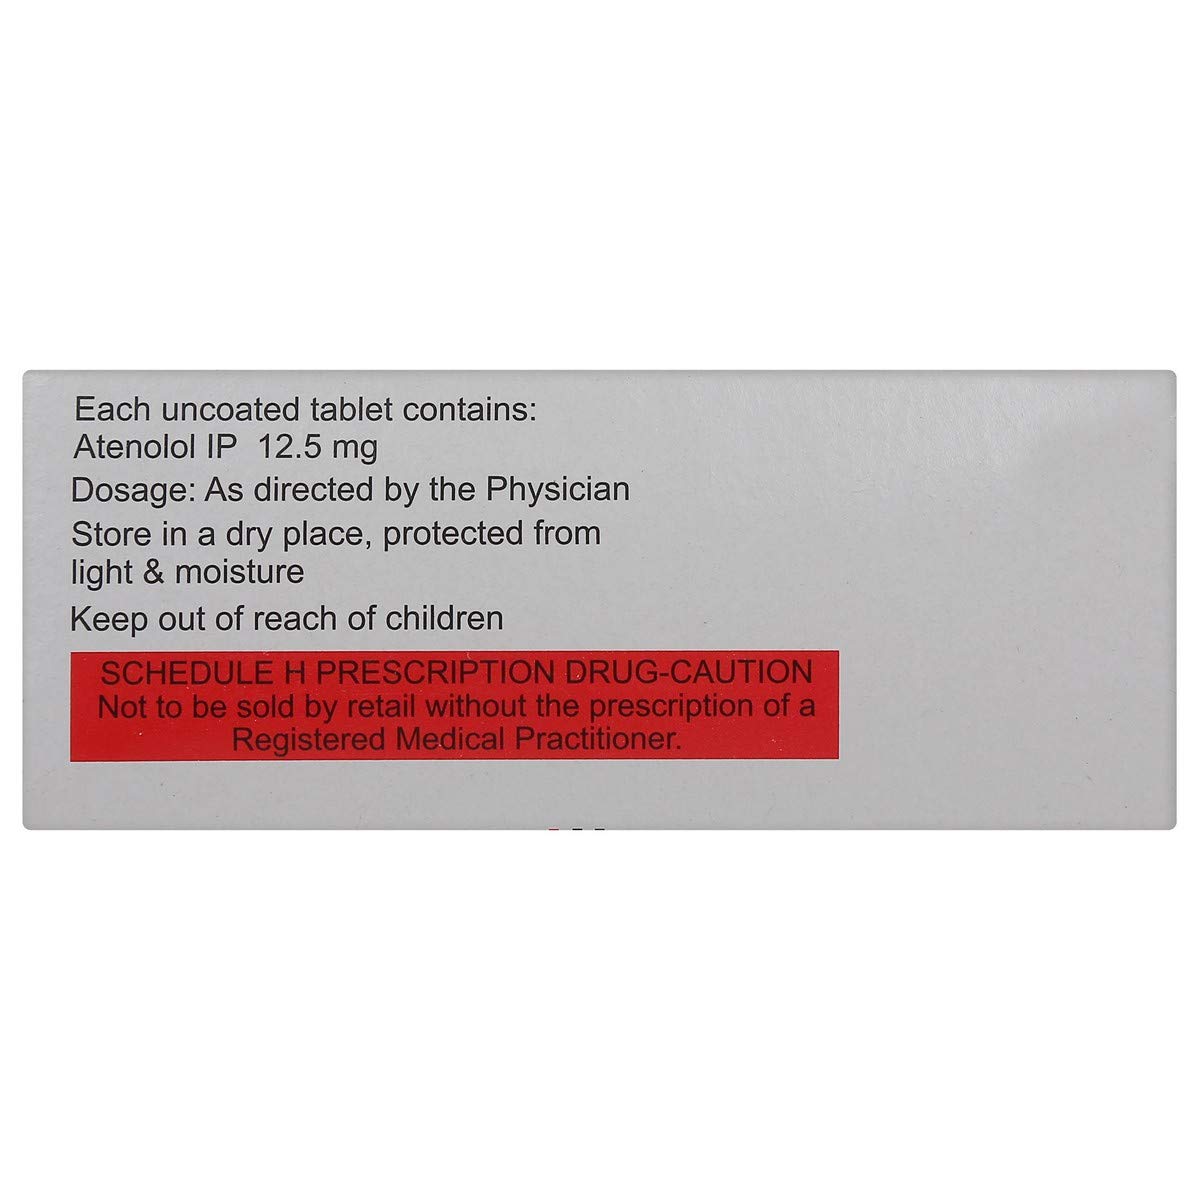 Each uncoated tablet contains:
Atenolol IP  12.5 mg
Dosage: As directed by the Physician
Store in a dry place, protected from
light & moisture
Keep out of reach of children
SCHEDULE H PRESCRIPTION DRUG-CAUTION
Not to be sold by retail without the prescription of a
Registered Medical Practitioner.